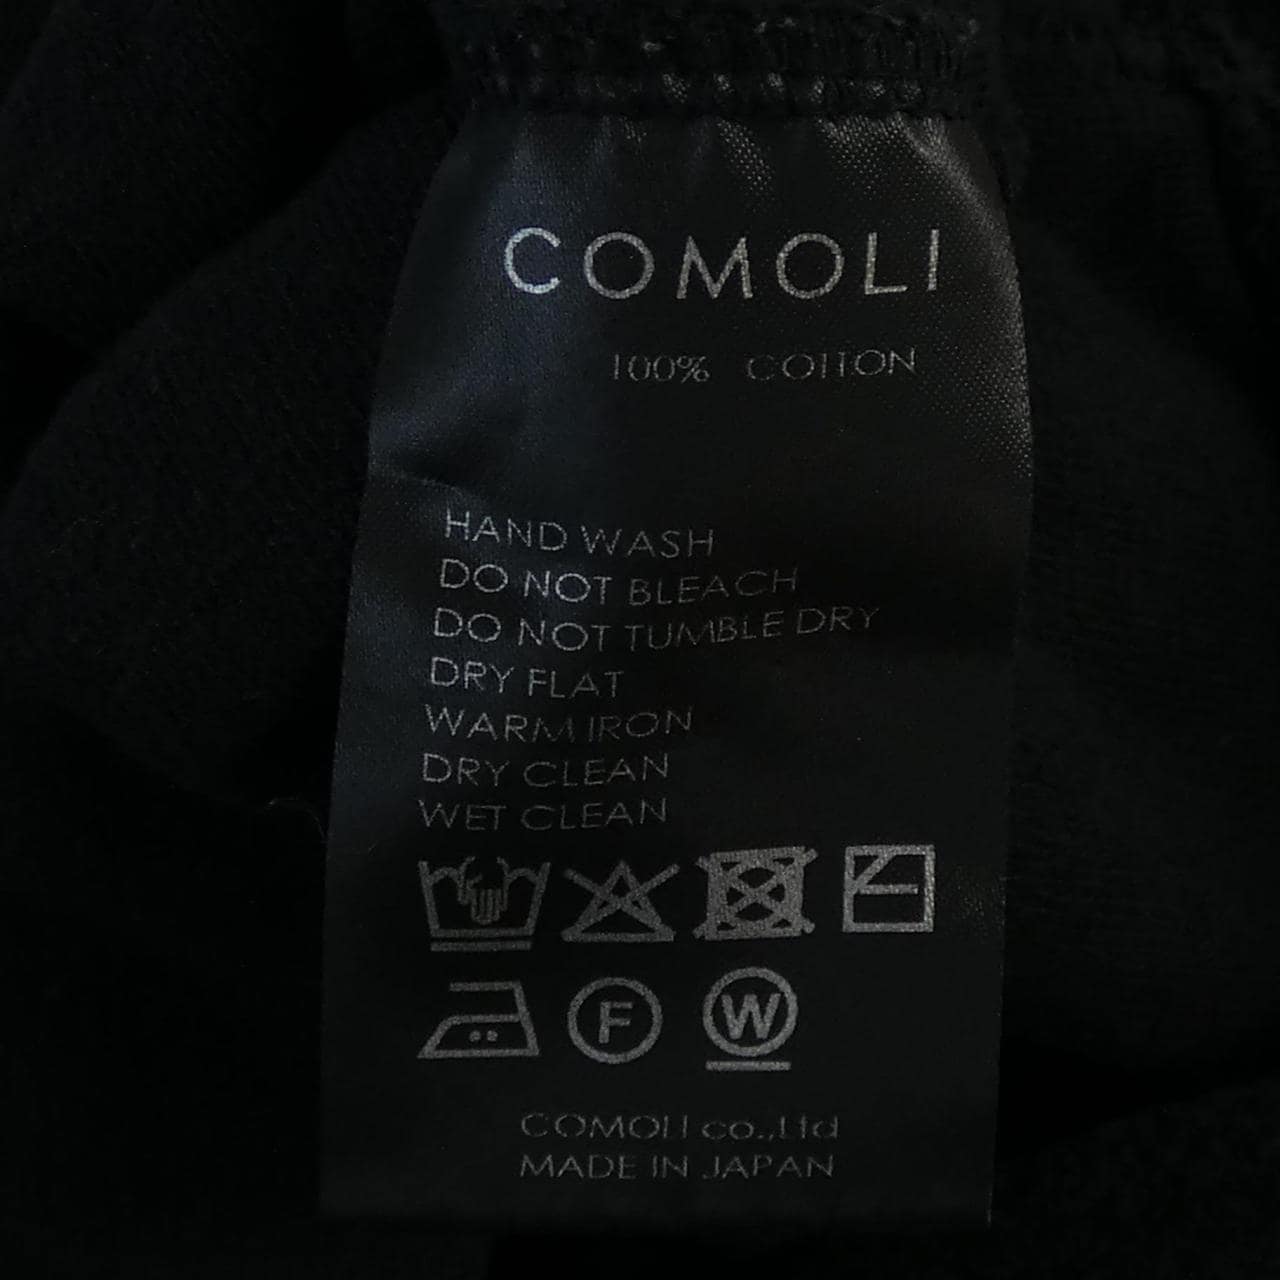 COMOLI
100% COTTON
HAND WASH
DO NOT BLEACH
DO NOT TUMBLE DRY
DRY FLAT
WARM IRON
DRY CLEAN
WET CLEAN
F W
COMOLI co.,Ltd
MADE IN JAPAN